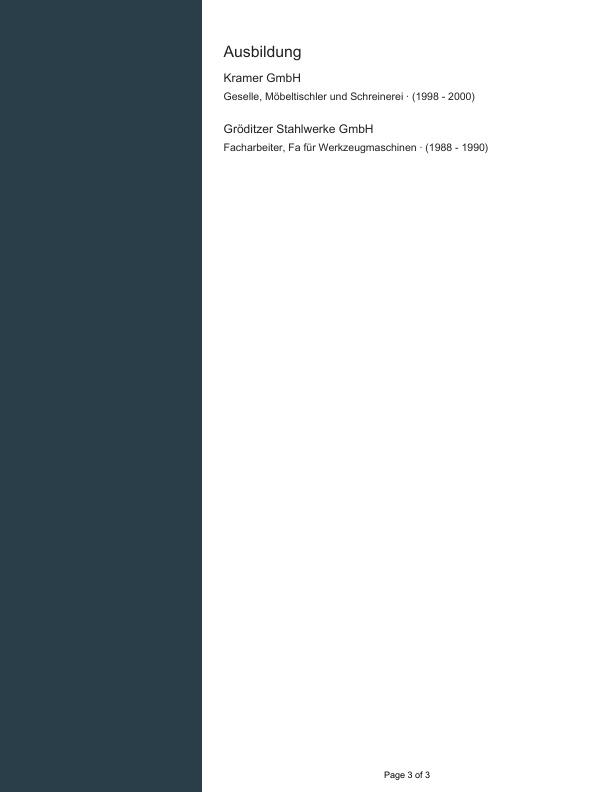 Ausbildung
Kramer GmbH
Geselle, Möbeltischler und Schreinerei · (1998 - 2000)
Gröditzer Stahlwerke GmbH
Facharbeiter, Fa für Werkzeugmaschinen · (1988 - 1990)
Page 3 of 3